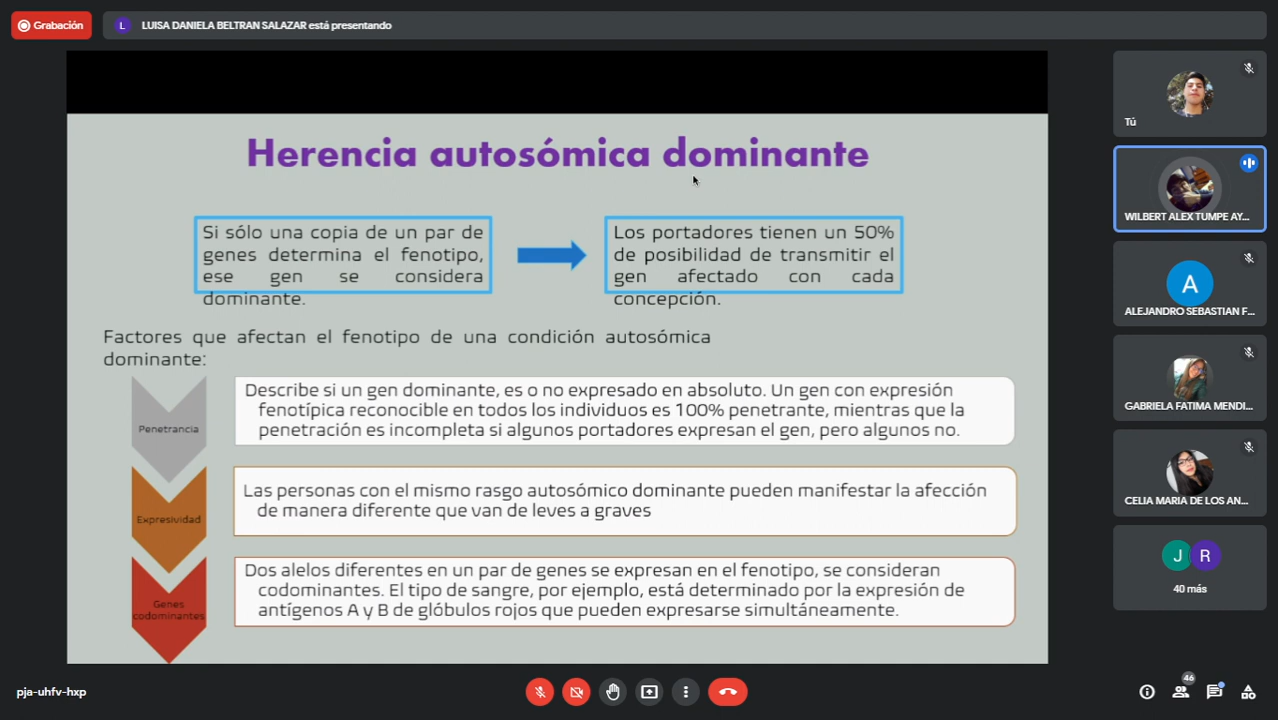 Grabación
L
LUISA DANIELA BELTRAN SALAZAR está presentando
Herencia autosómica dominante
Si sólo una copia de un par de
genes determina el fenotipo,
ese gen se considera
dominante.
Los portadores tienen un 50%
de posibilidad de transmitir el
gen afectado con cada
concepción.
Factores que afectan el fenotipo de una condición autosómica
dominante:
Penetrancia
Describe si un gen dominante, es o no expresado en absoluto. Un gen con expresión
fenotípica reconocible en todos los individuos es 100% penetrante, mientras que la
penetración es incompleta si algunos portadores expresan el gen, pero algunos no.
Expresividad
Las personas con el mismo rasgo autosómico dominante pueden manifestar la afección
de manera diferente que van de leves a graves
Genes
codominantes
Dos alelos diferentes en un par de genes se expresan en el fenotipo, se consideran
codominantes. El tipo de sangre, por ejemplo, está determinado por la expresión de
antígenos A y B de glóbulos rojos que pueden expresarse simultáneamente.
Tú
WILBERT ALEX TUMPE AY...
A
ALEJANDRO SEBASTIAN F...
GABRIELA FATIMA MENDI...
CELIA MARIA DE LOS AN...
J R
40 más
pja-uhfv-hxp
46